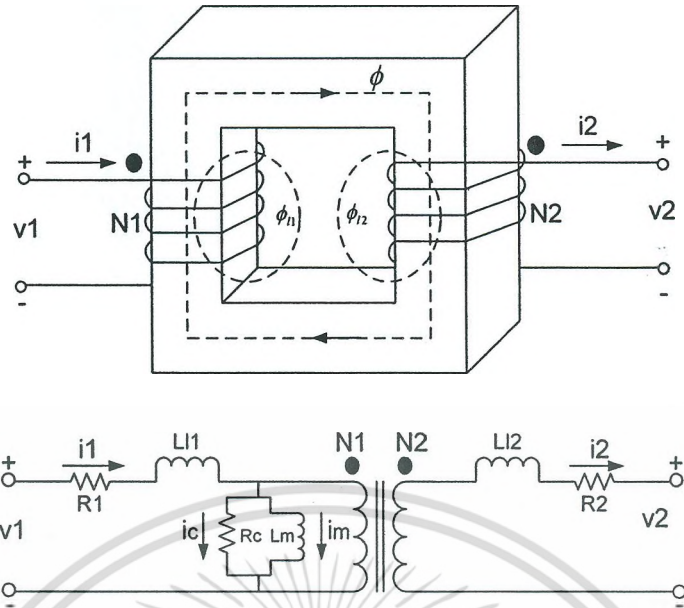 ϕ
i1
i2
+
+
N1
ϕl1
ϕl2
N2
v1
v2
-
-
+
i1
Ll1
N1
N2
Ll2
i2
+
R1
R2
v1
ic
Rc
Lm
im
v2
-